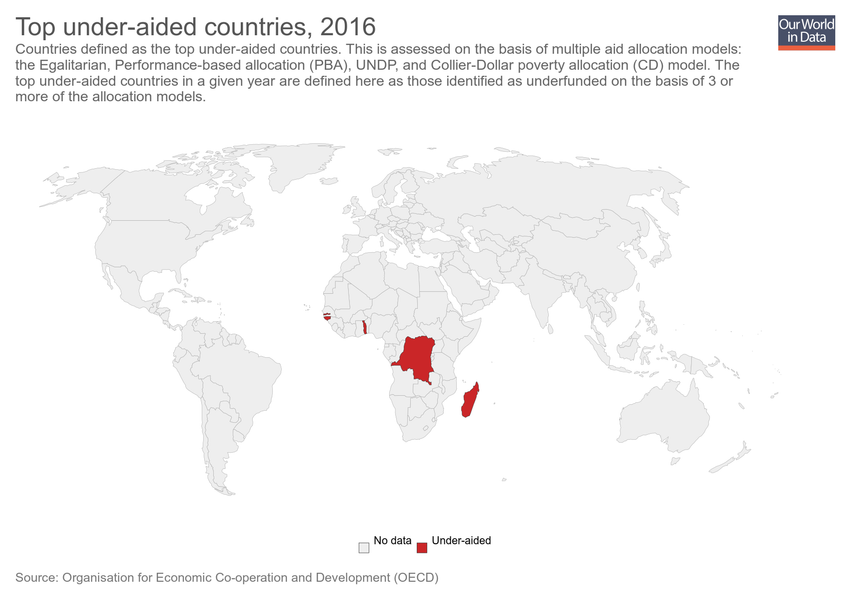 Top under-aided countries, 2016
Our World
in Data
Countries defined as the top under-aided countries. This is assessed on the basis of multiple aid allocation models:
the Egalitarian, Performance-based allocation (PBA), UNDP, and Collier-Dollar poverty allocation (CD) model. The
top under-aided countries in a given year are defined here as those identified as underfunded on the basis of 3 or
more of the allocation models.
No data
Under-aided
Source: Organisation for Economic Co-operation and Development (OECD)